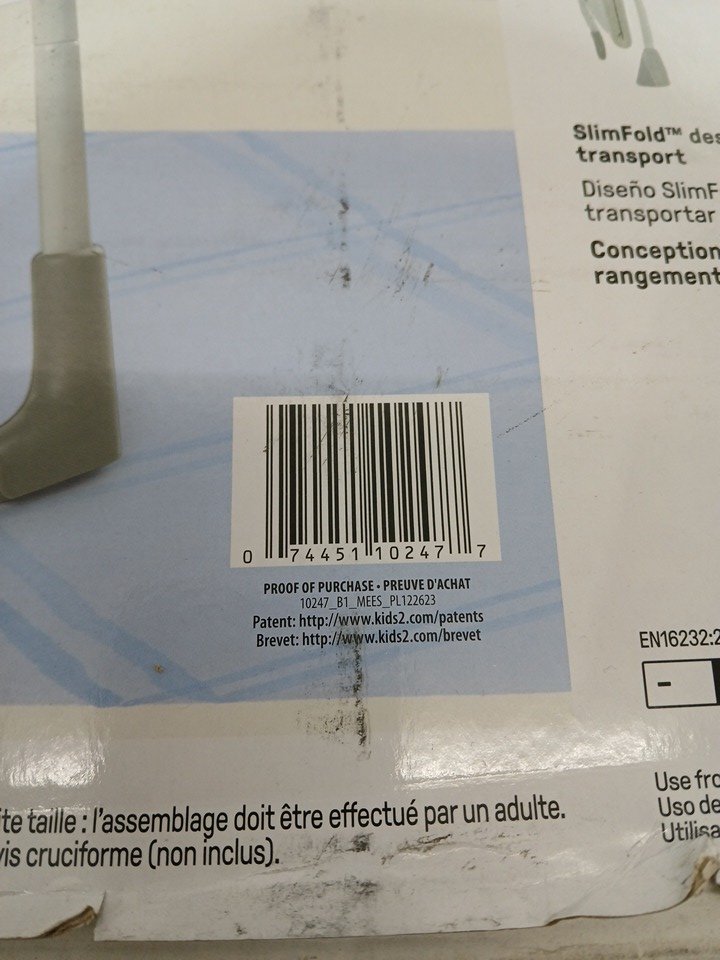 SlimFold™ des
transport
Diseño SlimF
transportar
Conception
rangement
0 74451 10247 7
PROOF OF PURCHASE • PREUVE D'ACHAT
10247_B1_MEES_PL122623
Patent: http://www.kids2.com/patents
Brevet: http://www.kids2.com/brevet
EN16232:2
-
ite taille : l'assemblage doit être effectué par un adulte.
vis cruciforme (non inclus).
Use fro
Uso de
Utilisa